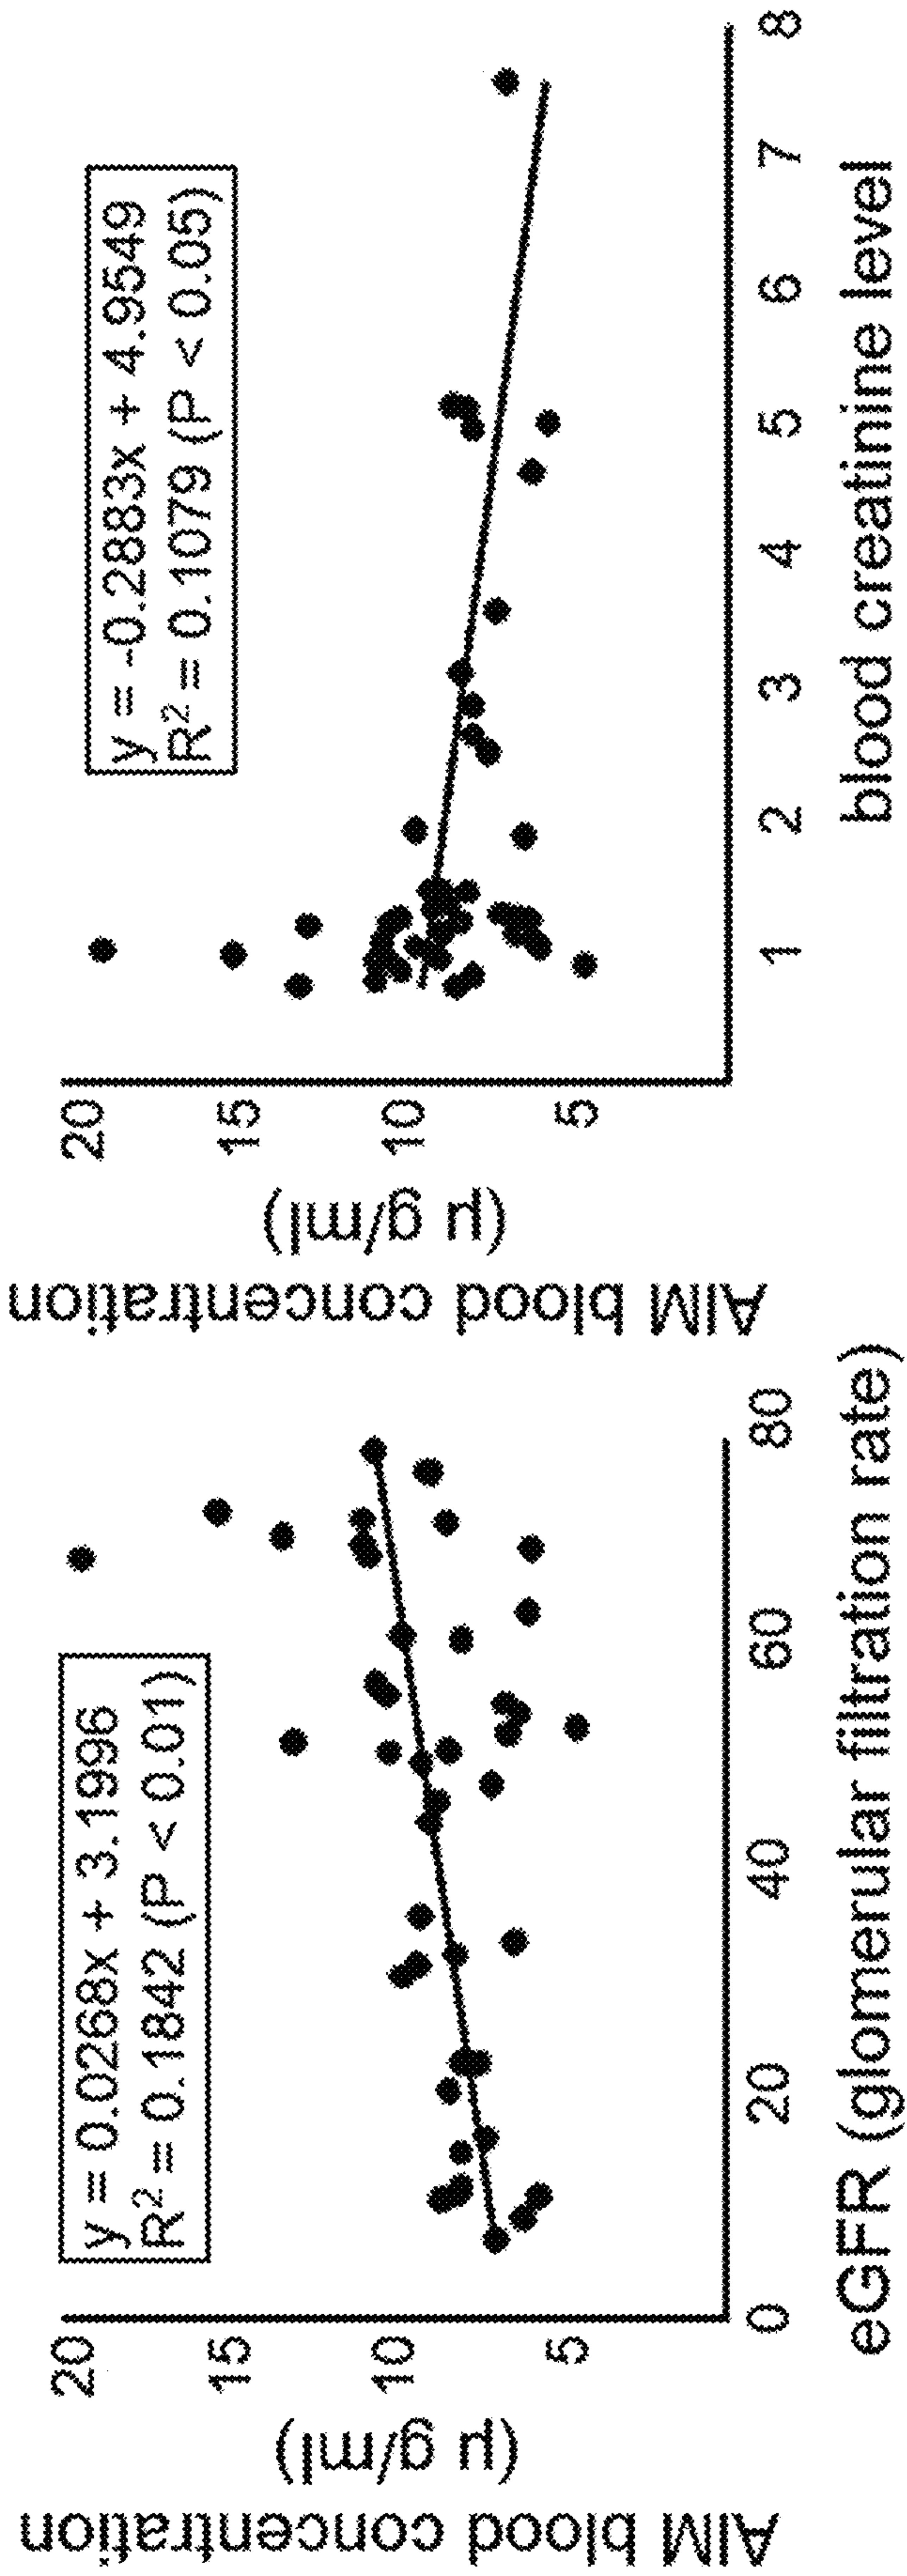 AIM blood concentration
(μ g/ml)
20
15
10
5
y = 0.0268x + 3.1996
R² = 0.1842 (P < 0.01)
0
20
40
60
80
eGFR (glomerular filtration rate)
AIM blood concentration
(μ g/ml)
20
15
10
5
y = -0.2883x + 4.9549
R² = 0.1079 (P < 0.05)
1
2
3
4
5
6
7
8
blood creatinine level